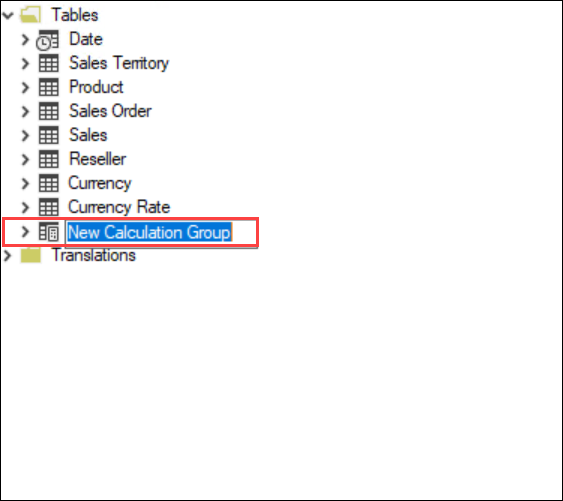 Tables
Date
Sales Territory
Product
Sales Order
Sales
Reseller
Currency
Currency Rate
New Calculation Group
Translations